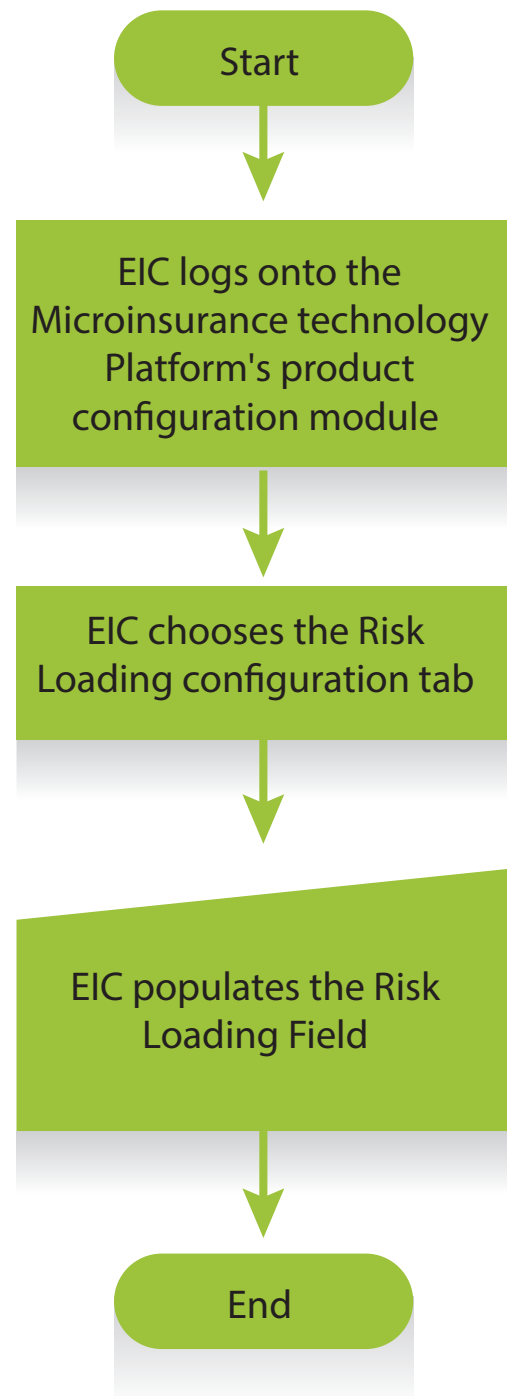 Start
EIC logs onto the
Microinsurance technology
Platform's product
configuration module
EIC chooses the Risk
Loading configuration tab
EIC populates the Risk
Loading Field
End